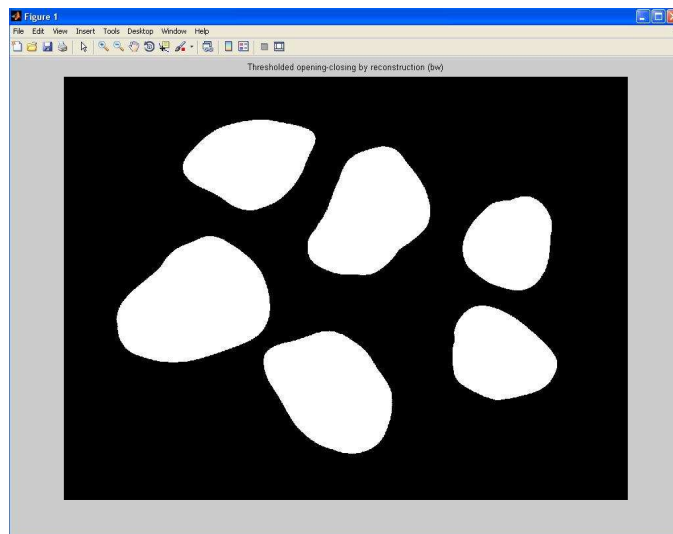 Figure 1
File Edit View Insert Tools Desktop Window Help
Thresholded opening-closing by reconstruction (bw)